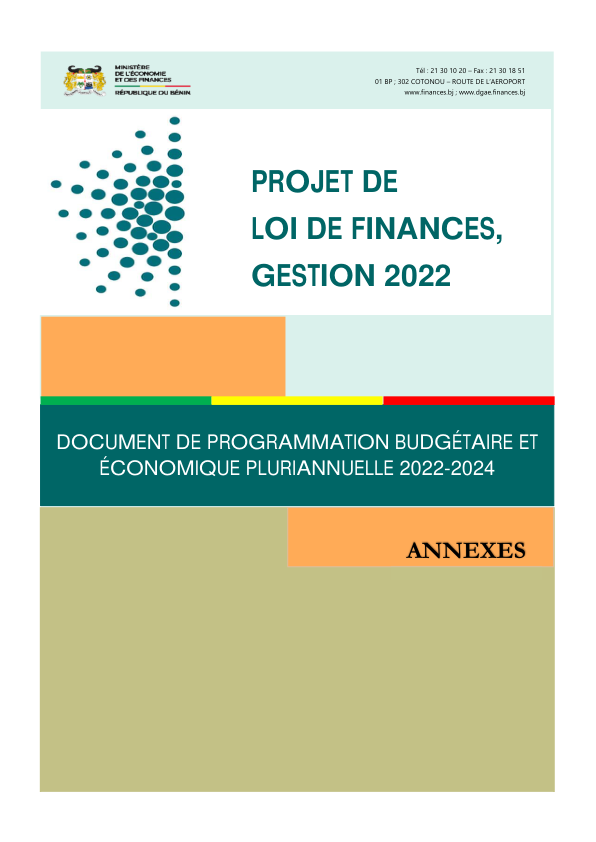 MINISTÈRE
DE L'ÉCONOMIE
ET DES FINANCES
RÉPUBLIQUE DU BÉNIN
Tél : 21 30 10 20 – Fax : 21 30 18 51
01 BP ; 302 COTONOU – ROUTE DE L'AEROPORT
www.finances.bj ; www.dgae.finances.bj
PROJET DE
LOI DE FINANCES,
GESTION 2022
DOCUMENT DE PROGRAMMATION BUDGÉTAIRE ET
ÉCONOMIQUE PLURIANNUELLE 2022-2024
ANNEXES